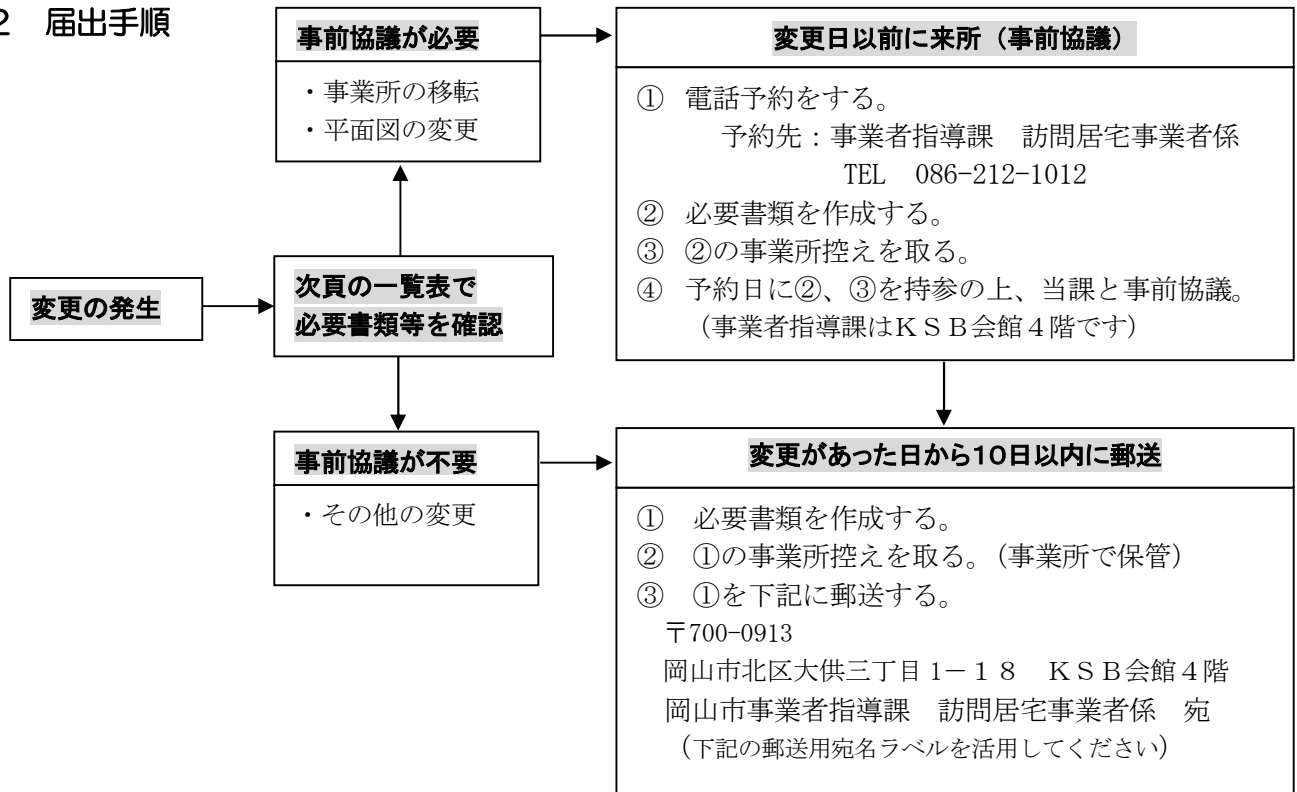 2　届出手順
事前協議が必要
・事業所の移転
・平面図の変更
変更の発生
次頁の一覧表で
必要書類等を確認
事前協議が不要
・その他の変更
変更日以前に来所（事前協議）
①　電話予約をする。
予約先：事業者指導課　訪問居宅事業者係
TEL　086-212-1012
②　必要書類を作成する。
③　②の事業所控えを取る。
④　予約日に②、③を持参の上、当課と事前協議。
（事業者指導課はＫＳＢ会館４階です）
変更があった日から１０日以内に郵送
①　必要書類を作成する。
②　①の事業所控えを取る。（事業所で保管）
③　①を下記に郵送する。
〒700-0913
岡山市北区大供三丁目 1－１８　ＫＳＢ会館４階
岡山市事業者指導課　訪問居宅事業者係　宛
（下記の郵送用宛名ラベルを活用してください）